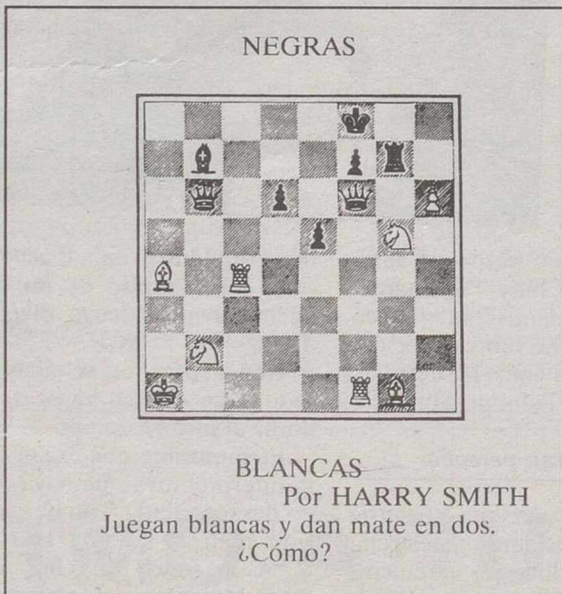 NEGRAS
BLANCAS
Por HARRY SMITH
Juegan blancas y dan mate en dos.
¿Cómo?